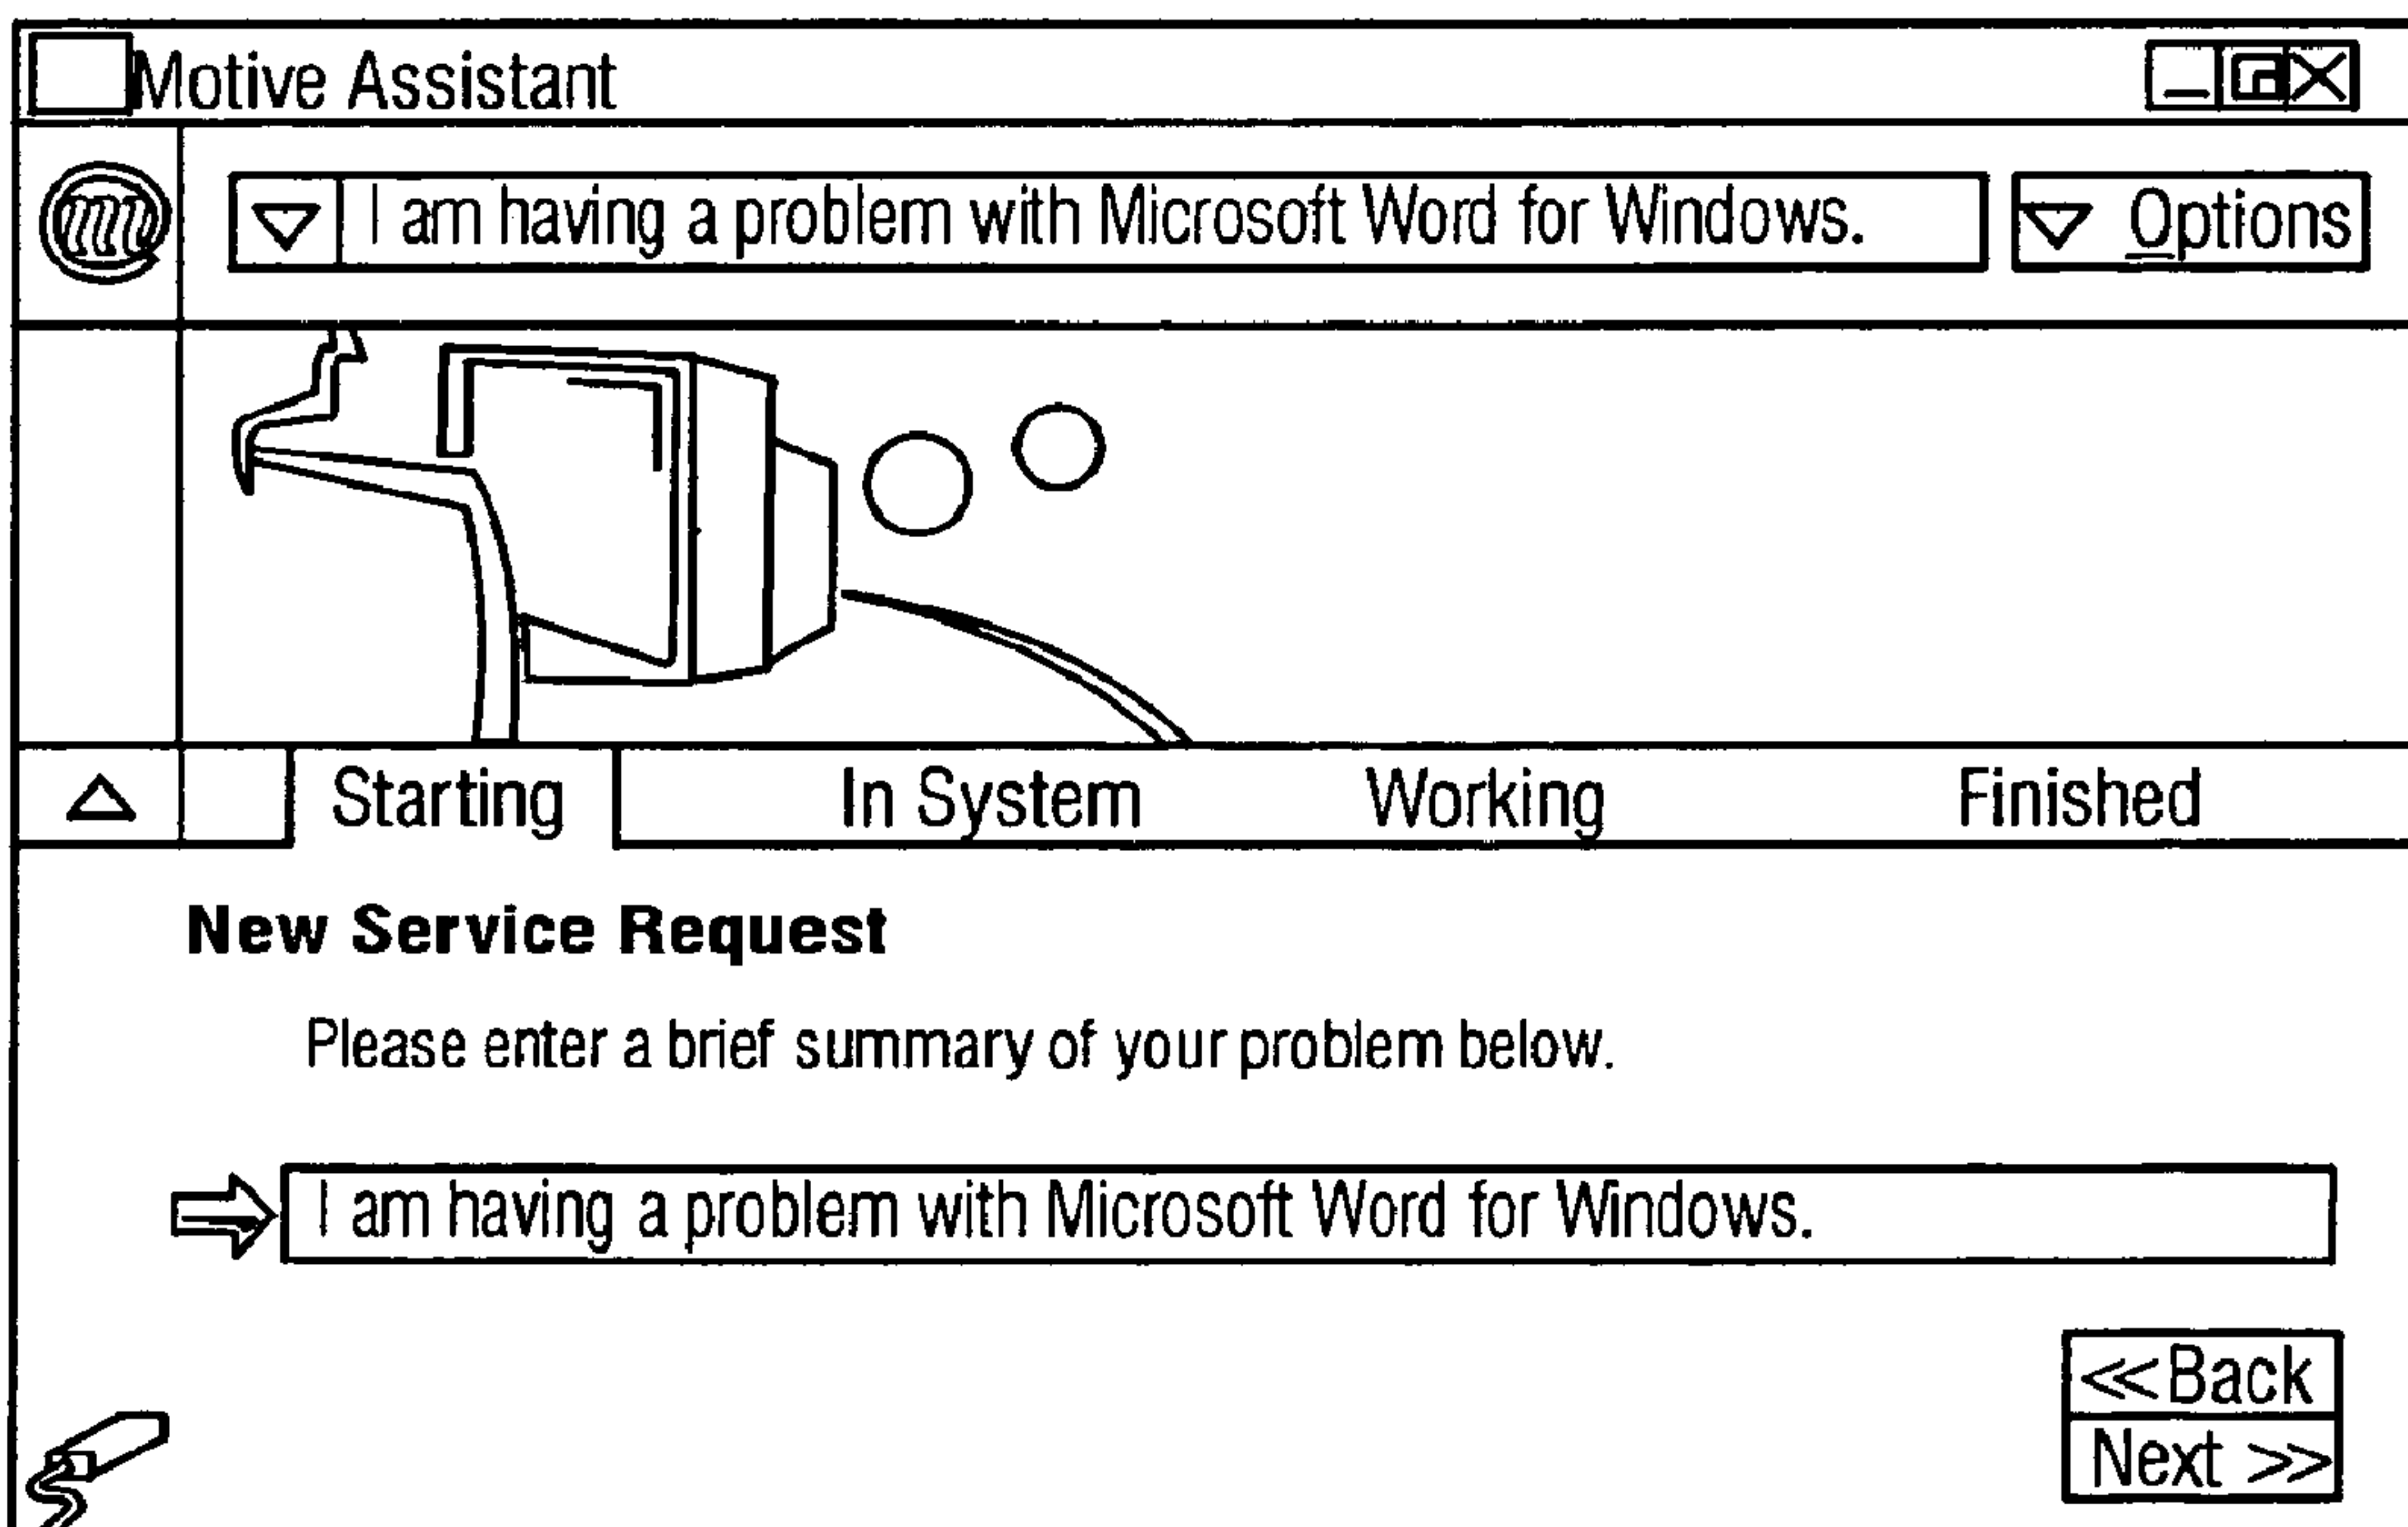 Motive Assistant
I am having a problem with Microsoft Word for Windows.
Options
Starting In System Working Finished
New Service Request
Please enter a brief summary of your problem below.
I am having a problem with Microsoft Word for Windows.
<<Back
Next >>